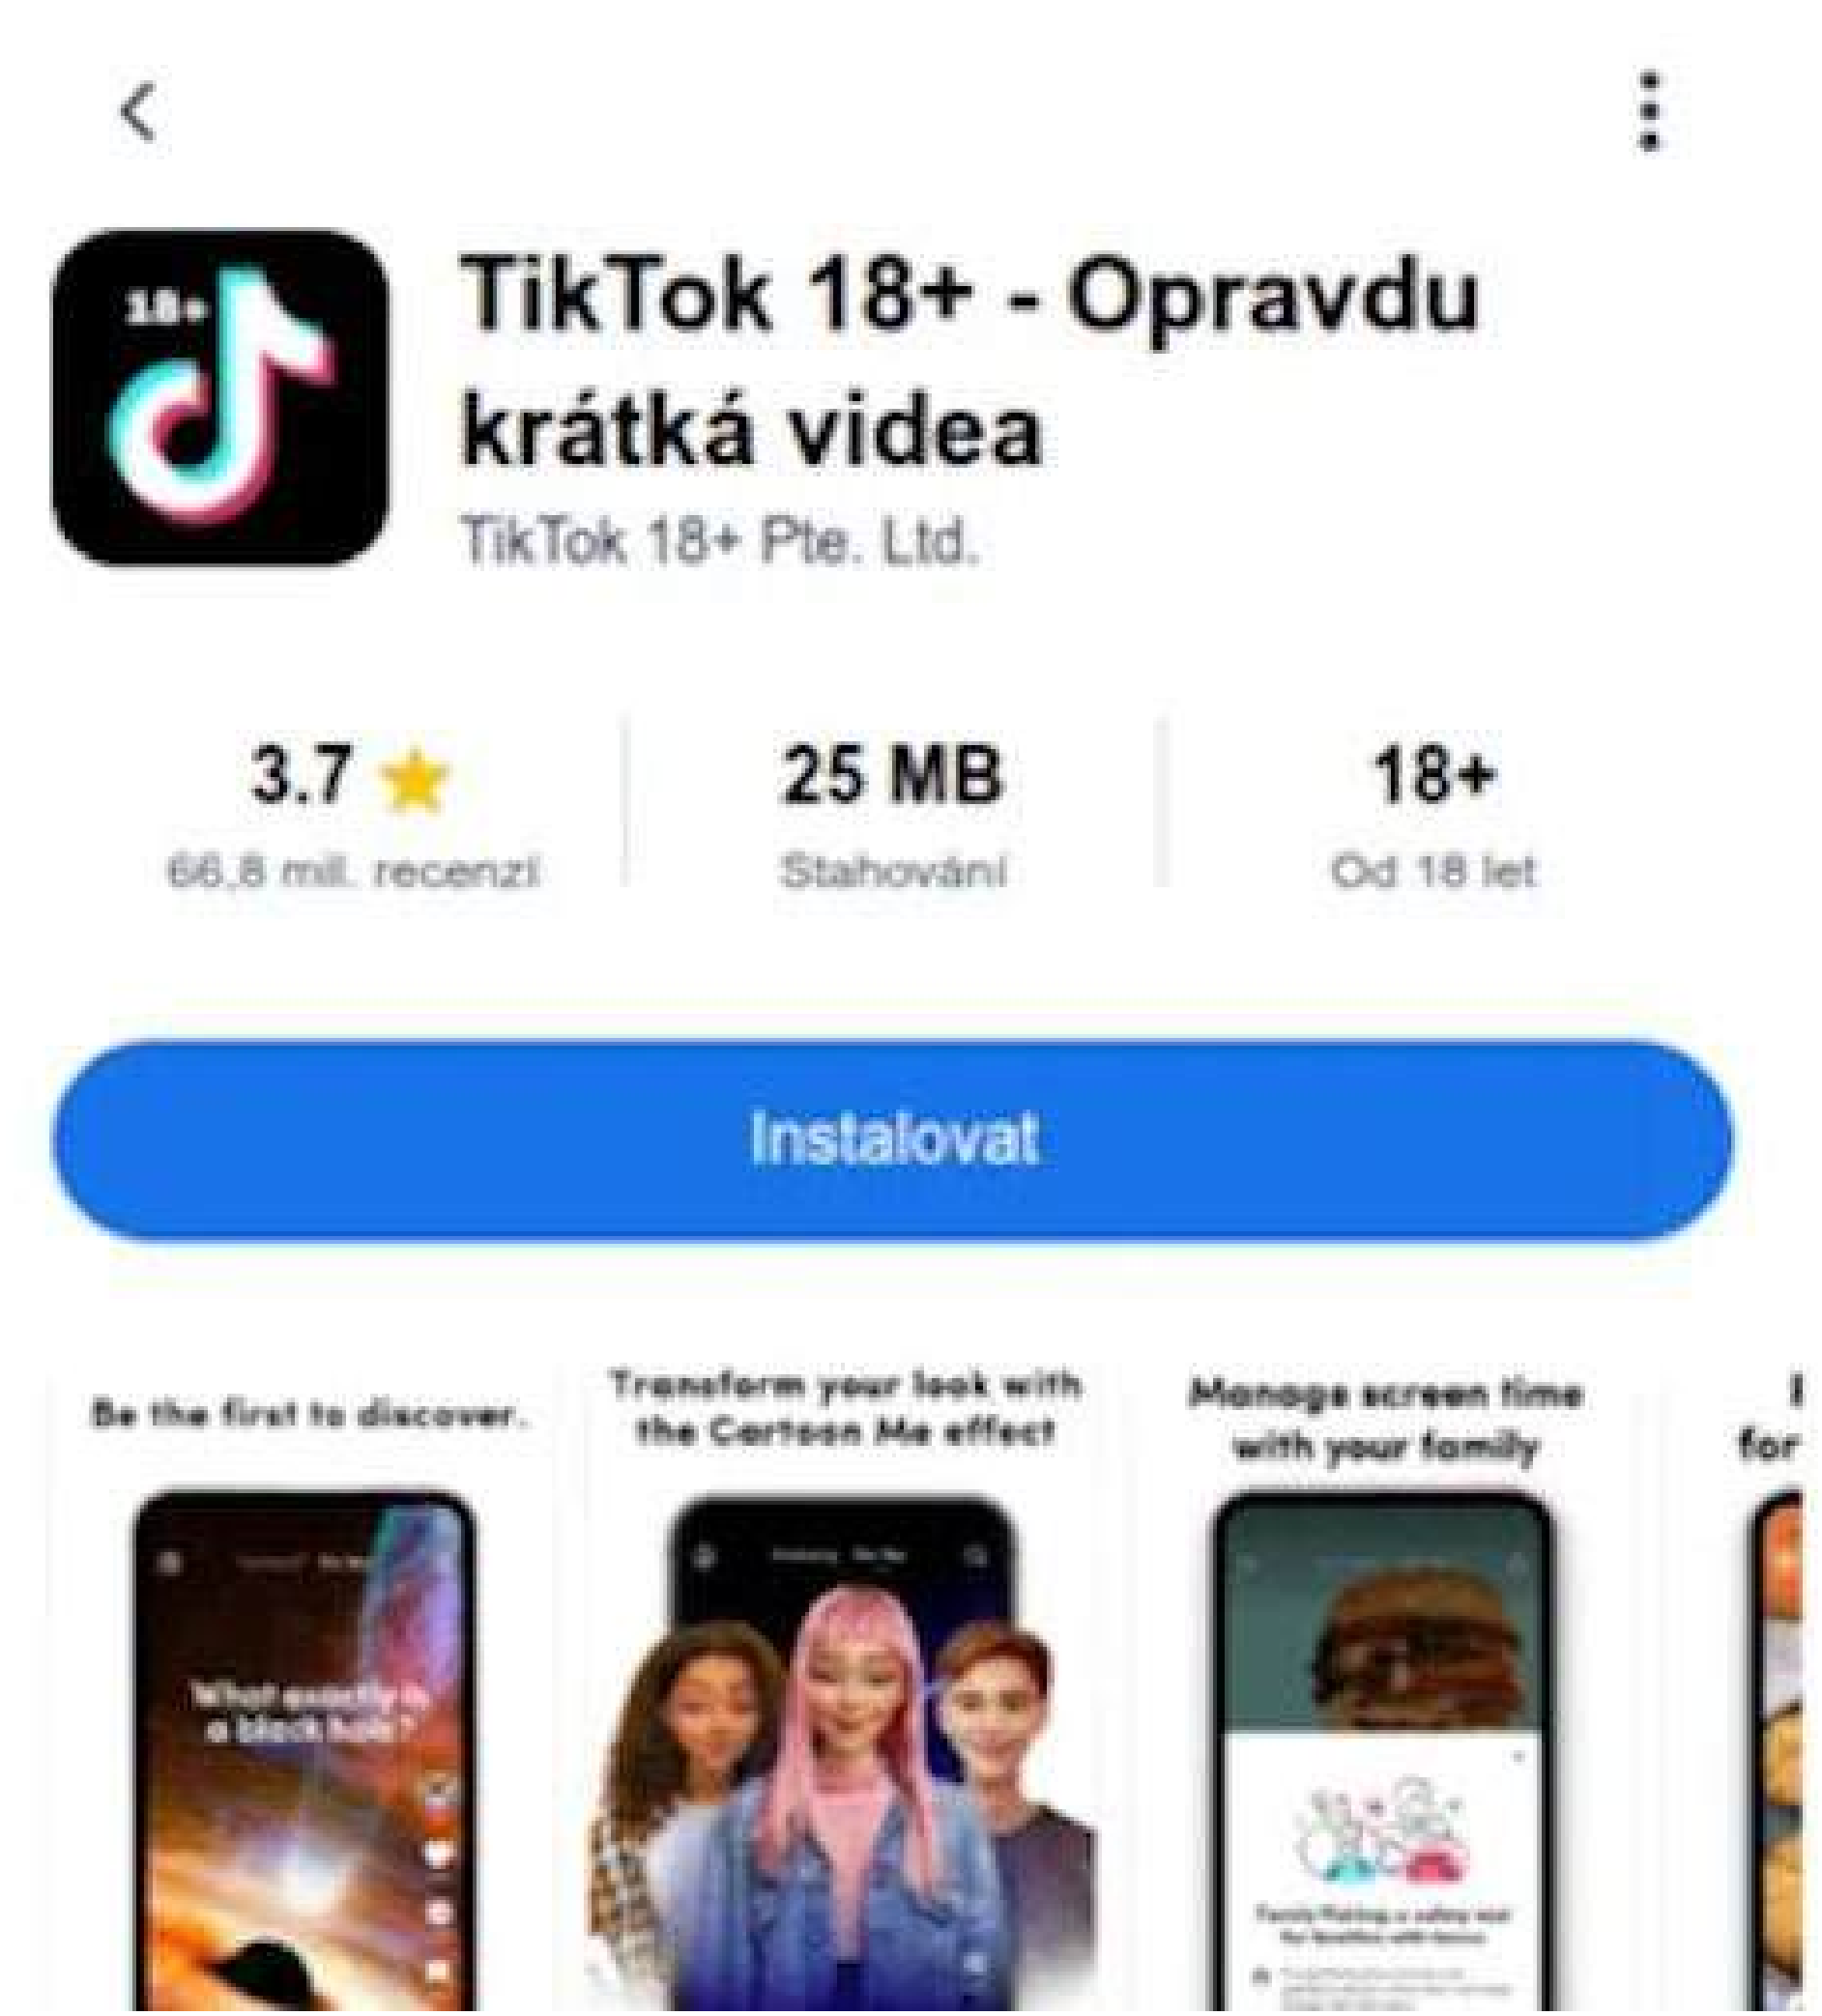 18+
TikTok 18+ - Opravdu
krátká videa
TikTok 18+ Pte. Ltd.
3.7
25 MB
18+
66,8 mil. recenzí
Stahování
Od 18 let
Instalovat
Be the first to discover.
Transform your look with
the Cartoon Me effect
Manage screen time
with your family
for
What exactly is
a black hole?